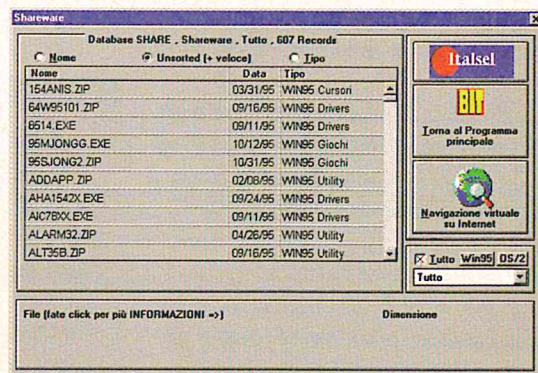 Shareware
Database SHARE , Shareware , Tutto , 607 Records
Nome Unsorted (+ veloce) Tipo
Nome Data Tipo
154ANIS.ZIP 03/31/95 WIN95 Cursori
64W95101.ZIP 09/16/95 WIN95 Drivers
8514.EXE 09/11/95 WIN95 Drivers
95MJONGG.EXE 10/12/95 WIN95 Giochi
95SJONG2.ZIP 10/31/95 WIN95 Giochi
ADDAPP.ZIP 02/08/95 WIN95 Utility
AHA1542X.EXE 09/24/95 WIN95 Drivers
AIC78XX.EXE 09/11/95 WIN95 Drivers
ALARM32.ZIP 04/26/95 WIN95 Utility
ALT35B.ZIP 09/16/95 WIN95 Utility
Italsel
BIT
Torna al Programma
principale
Navigazione virtuale
su Internet
Tutto Win95 OS/2
Tutto
File (fate click per più INFORMAZIONI =>) Dimensione